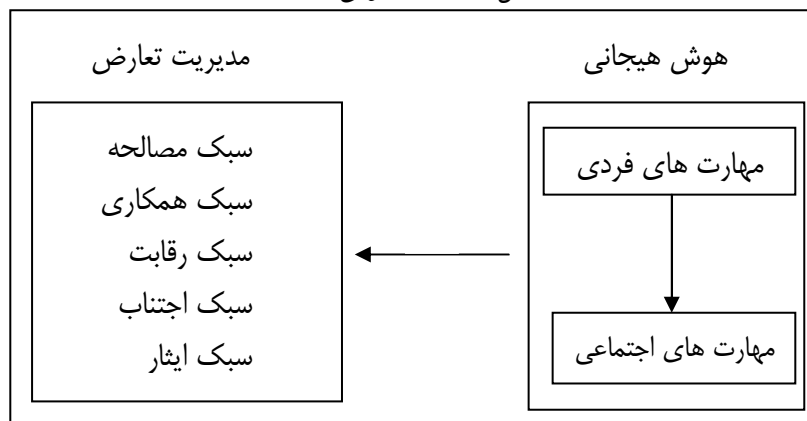 هوش هیجانی
مهارت های فردی
مهارت های اجتماعی
مدیریت تعارض
سبک مصالحه
سبک همکاری
سبک رقابت
سبک اجتناب
سبک ایثار